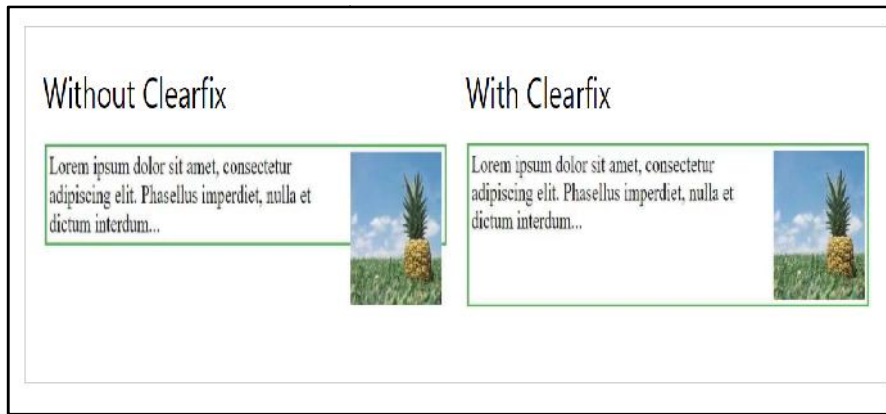 Without Clearfix
Lorem ipsum dolor sit amet, consectetur
adipiscing elit. Phasellus imperdiet, nulla et
dictum interdum...
With Clearfix
Lorem ipsum dolor sit amet, consectetur
adipiscing elit. Phasellus imperdiet, nulla et
dictum interdum...